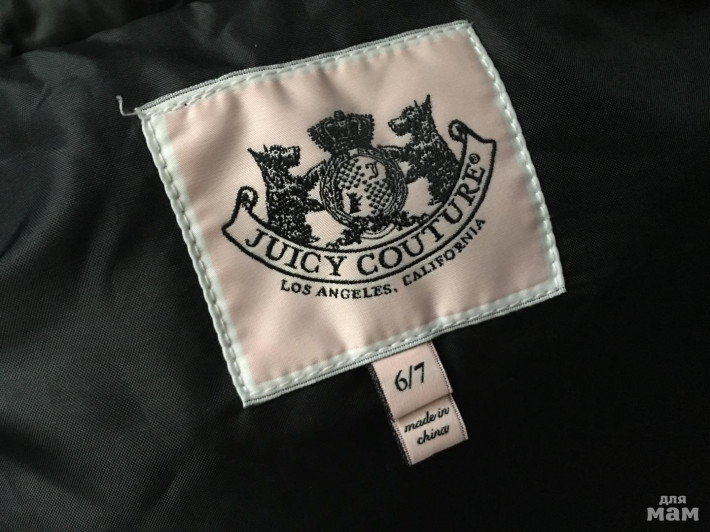 JUICY COUTURE®
LOS ANGELES, CALIFORNIA
6/7
made in
china
для
мам